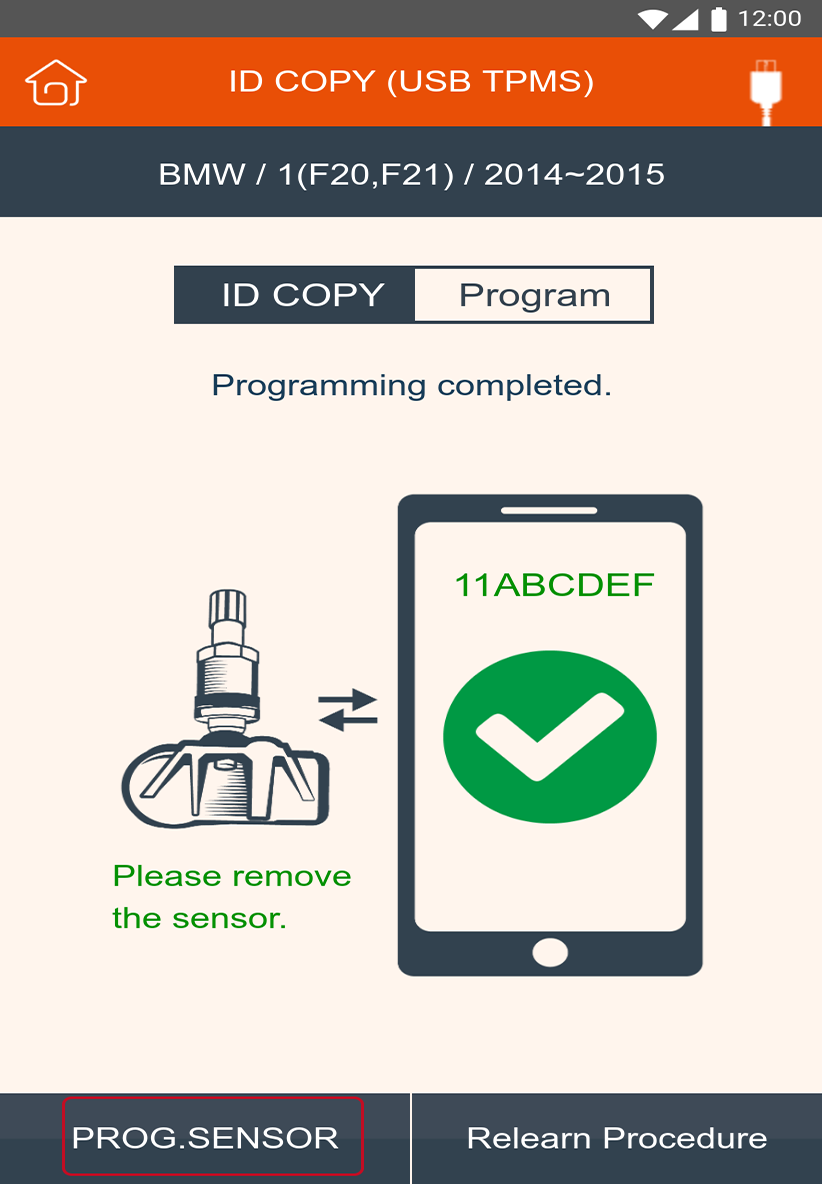 12:00
ID COPY (USB TPMS)
BMW / 1(F20,F21) / 2014~2015
ID COPY Program
Programming completed.
11ABCDEF
Please remove
the sensor.
PROG.SENSOR Relearn Procedure